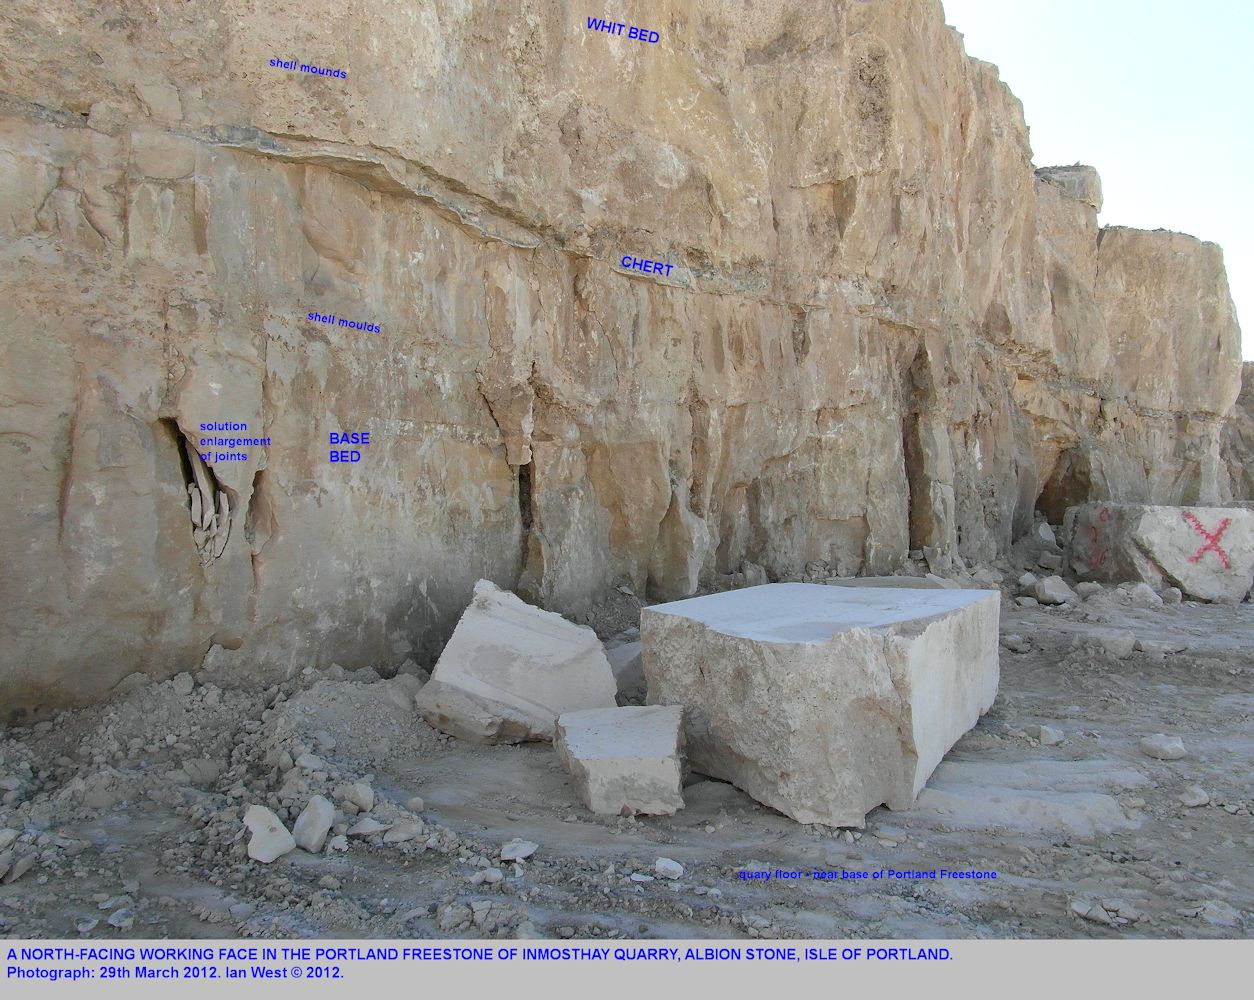 WHIT BED
shell mounds
CHERT
shell moulds
solution
enlargement
of joints
BASE
BED
quary floor - near base of Portland Freestone
A NORTH-FACING WORKING FACE IN THE PORTLAND FREESTONE OF INMOSTHAY QUARRY, ALBION STONE, ISLE OF PORTLAND.
Photograph: 29th March 2012. Ian West © 2012.
X